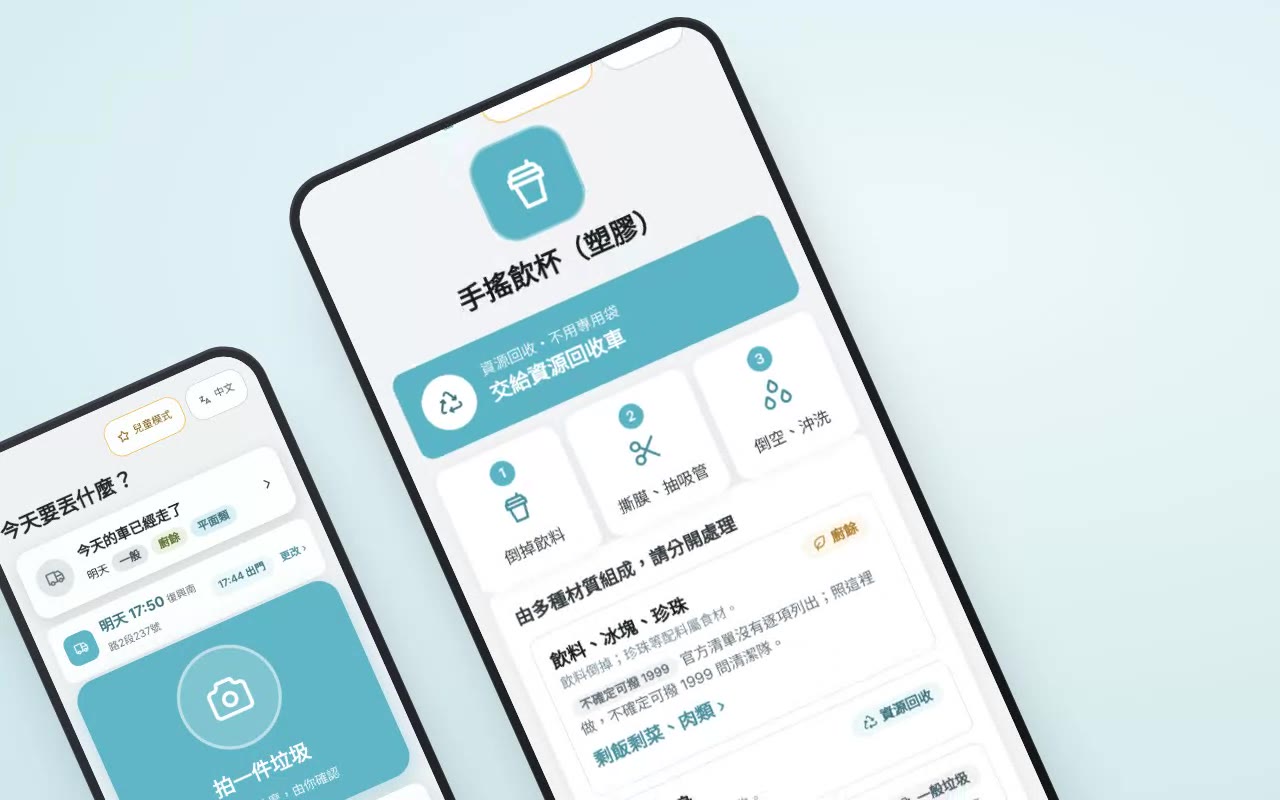 兒童模式
中文
今天要丟什麼？
今天的車已經走了
明天 一般 廚餘 平面類
明天 17:50 復興南
路2段237號
17:44 出門
更改 ›
拍一件垃圾
，由你確認
手搖飲杯（塑膠）
資源回收・不用專用袋
交給資源回收車
1
倒掉飲料
2
撕膜、抽吸管
3
倒空、沖洗
由多種材質組成，請分開處理
廚餘
飲料、冰塊、珍珠
飲料倒掉；珍珠等配料屬食材。
不確定可撥 1999 官方清單沒有逐項列出；照這裡
做，不確定可撥 1999 問清潔隊。
剩飯剩菜、肉類 ›
資源回收
一般垃圾